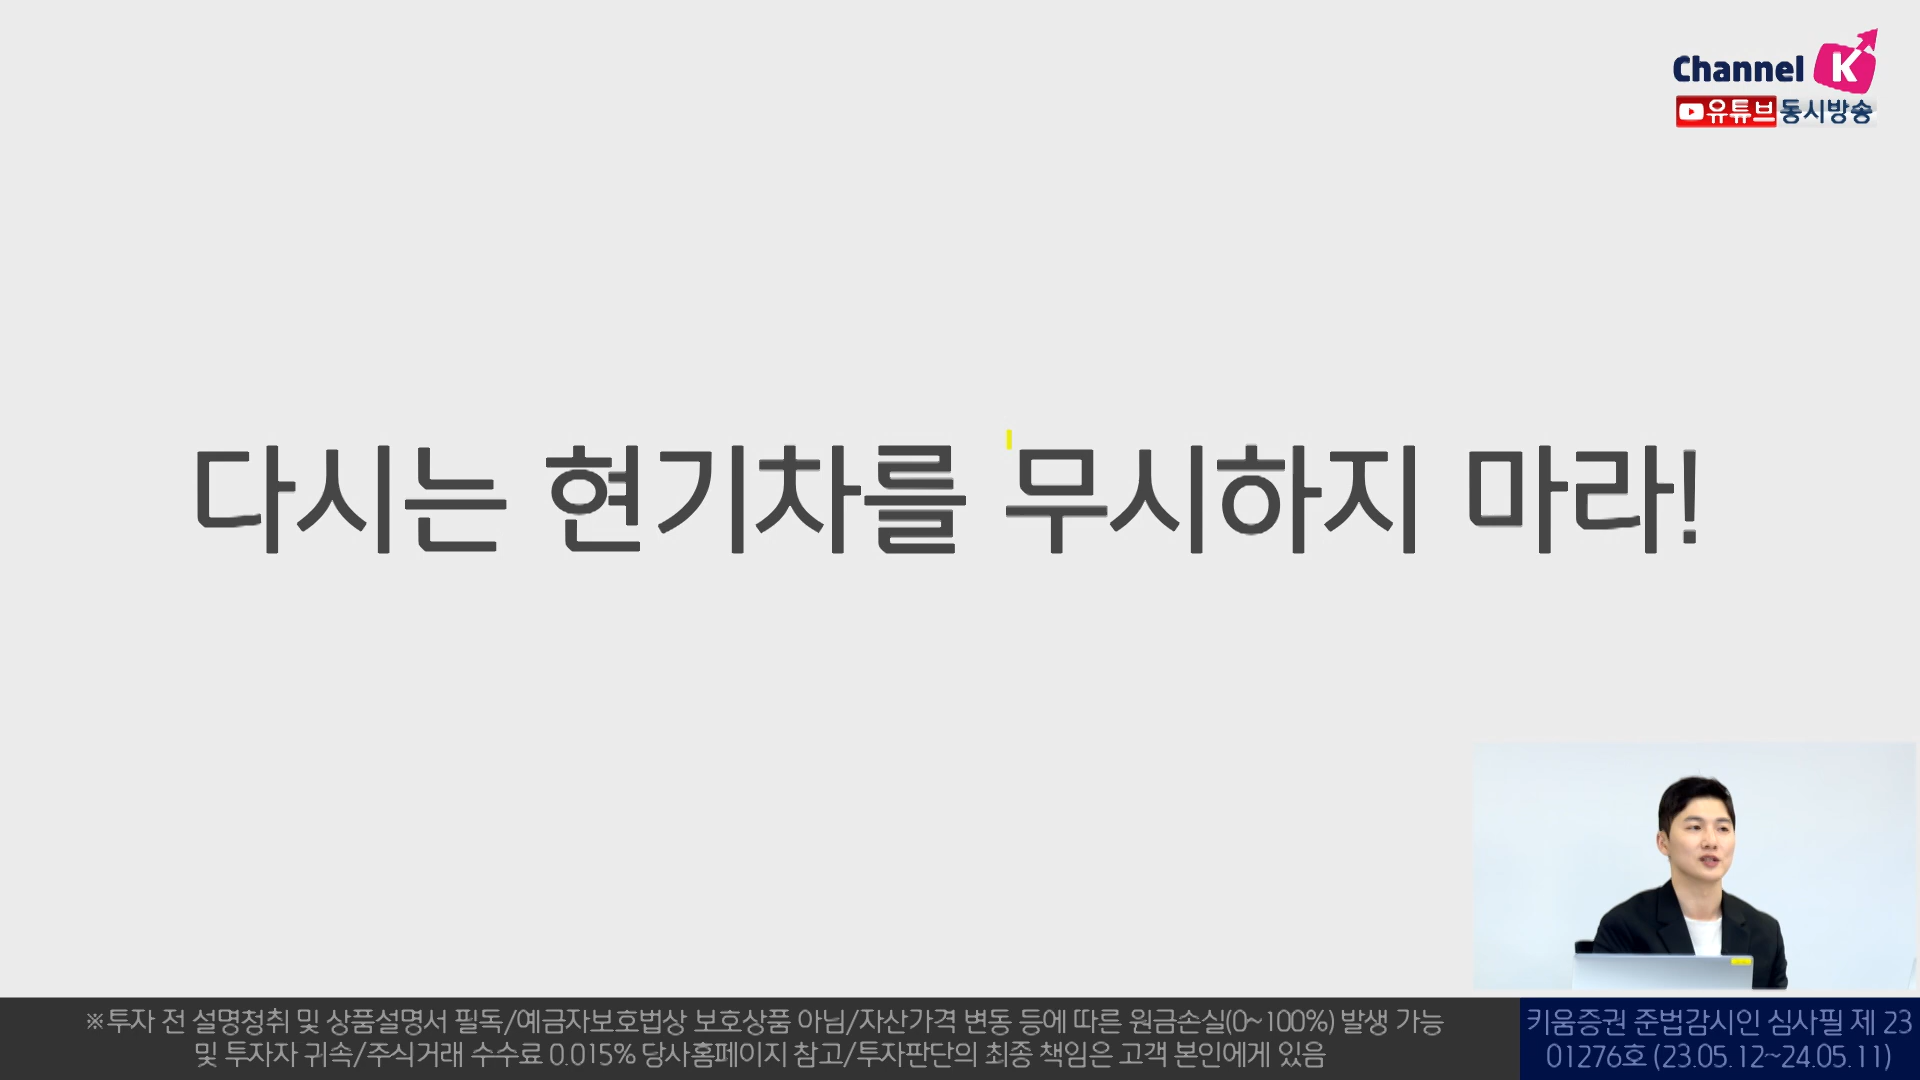 Channel K
유튜브 동시방송
다시는 현기차를 무시하지 마라!
※투자 전 설명청취 및 상품설명서 필독/예금자보호법상 보호상품 아님/자산가격 변동 등에 따른 원금손실(0~100%) 발생 가능
및 투자자 귀속/주식거래 수수료 0.015% 당사홈페이지 참고/투자판단의 최종 책임은 고객 본인에게 있음
키움증권 준법감시인 심사필 제 23
01276호 (23.05.12~24.05.11)